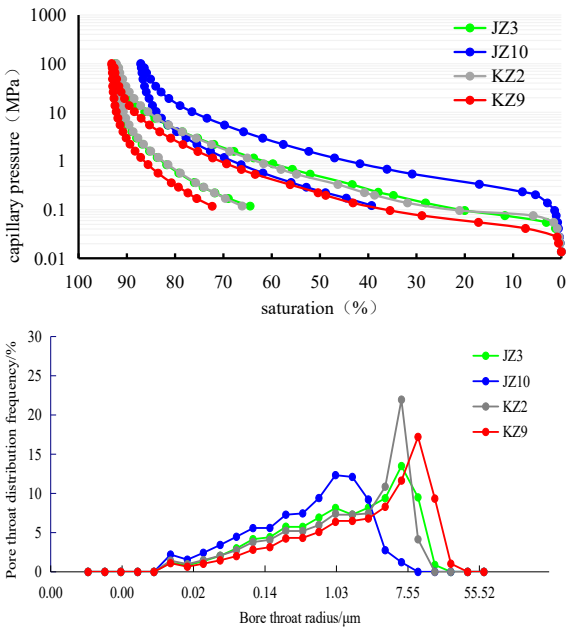 1000
100
10
1
0.1
0.01
capillary pressure（MPa）
JZ3
JZ10
KZ2
KZ9
100 90 80 70 60 50 40 30 20 10 0
saturation（%）
30
25
20
15
10
5
0
Pore throat distribution frequency/%
JZ3
JZ10
KZ2
KZ9
0.00 0.00 0.02 0.14 1.03 7.55 55.52
Bore throat radius/μm